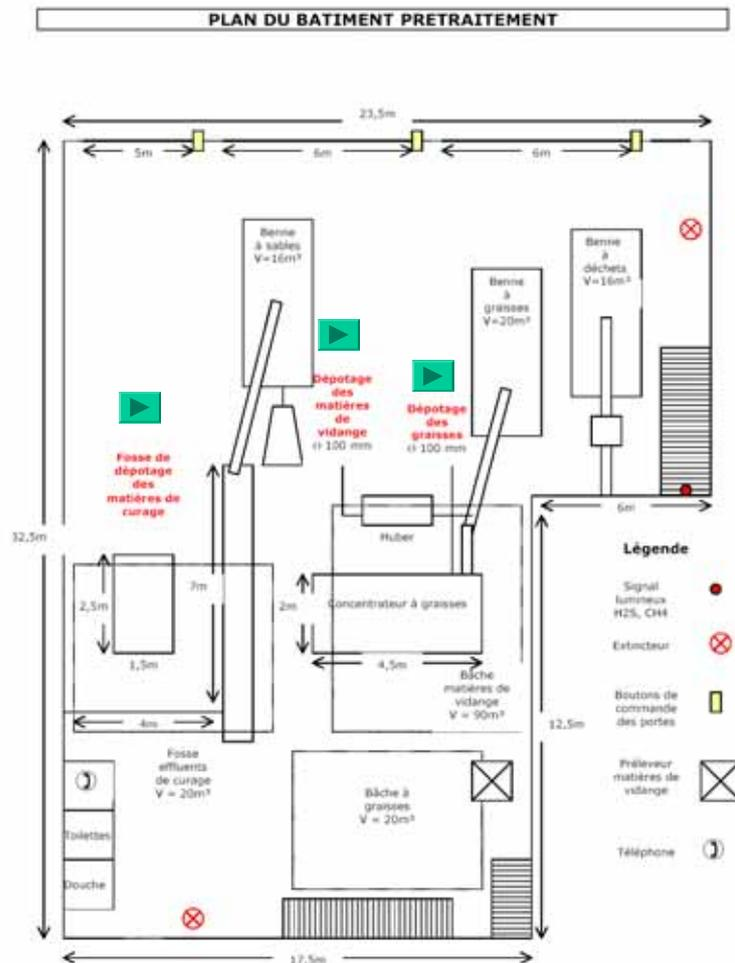 PLAN DU BATIMENT PRETRAITEMENT
23,5m
5m
6m
6m
Benne
à sables
V=16m³
Benne
à
graisses
V=20m³
Benne
à
déchets
V=16m³
Dépotage
des
matières
de
vidange
100 mm
Dépotage
des
graisses
100 mm
Fosse de
dépotage
des
matières de
curage
32,5m
6m
Huber
7m
2,5m
1,5m
2m
Concentrateur à graisses
4,5m
4m
Bâche
matières de
vidange
V = 90m³
12,5m
Fosse
effluents
de curage
V = 20m³
Bâche à
graisses
V = 20m³
Toilettes
Douche
17,5m
Légende
Signal
lumineux
H2S, CH4
Extincteur
Boutons de
commande
des portes
Préleveur
matières de
vidange
Téléphone